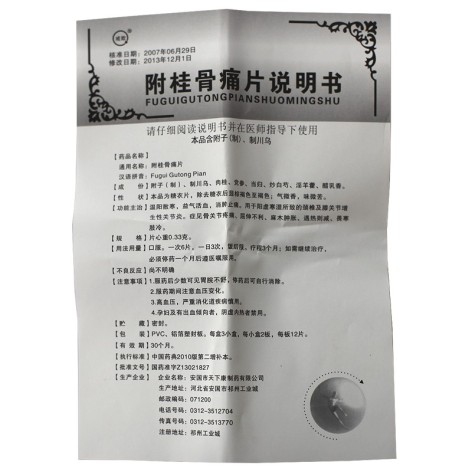 核准日期：2007年06月29日
修改日期：2013年12月1日
附桂骨痛片说明书
FUGUIGUTONGPIANSHUOMINGSHU
请仔细阅读说明书并在医师指导下使用
本品含附子(制)、制川乌
【药品名称】
通用名称：附桂骨痛片
汉语拼音：Fugui Gutong Pian
【成 份】附子（制）、制川乌、肉桂、党参、当归、炒白芍、淫羊藿、醋乳香。
【性 状】本品为糖衣片，除去糖衣后显棕褐色至褐色；气微香，味微苦。
【功能主治】温阳散寒，益气活血，消肿止痛。用于阳虚寒湿所致的颈椎及膝关节增
生性关节炎。症见骨关节疼痛、屈伸不利、麻木肿胀、遇热则减、畏寒
肢冷。
【规 格】片心重0.33克。
【用法用量】口服，一次6片，一日3次，饭后服，疗程3个月；如需继续治疗，
必须停药一个月后遵医嘱服用。
【不良反应】尚不明确
【注意事项】1.服药后少数可见胃脘不舒，停药后可自行消除。
2.服药期间注意血压变化。
3.高血压，严重消化道疾病慎用。
4.孕妇及有出血倾向者，阴虚内热者禁用。
【贮 藏】密封。
【包 装】PVC、铝箔塑封板，每盒3小盒，每小盒2板，每板12片。
【有 效 期】30个月。
【执行标准】中国药典2010版第二增补本。
【批准文号】国药准字Z13021827
【生产企业】企业名称：安国市天下康制药有限公司
生产地址：河北省安国市祁州工业城
邮政编码：071200
电话号码：0312-3512704
传真号码：0312-3513770
注册地址：祁州工业城